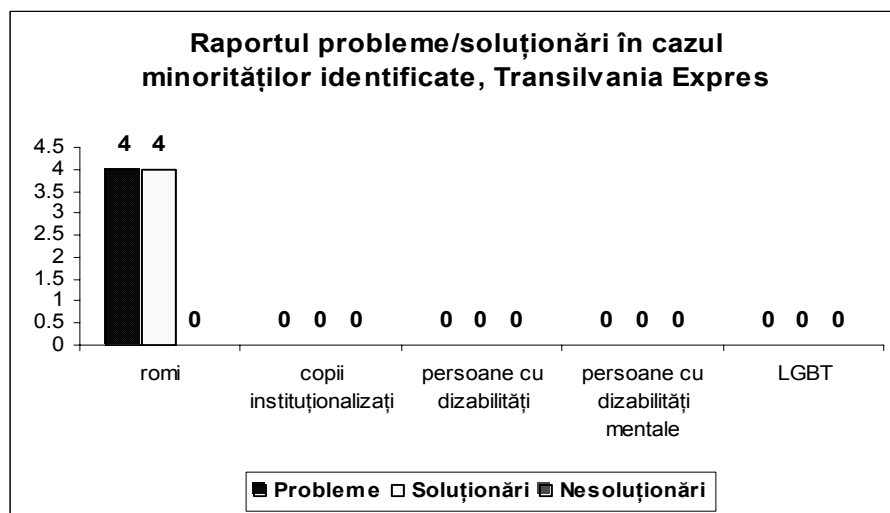 Raportul probleme/soluționări în cazul
minorităților identificate, Transilvania Expres
4.5
4
3.5
3
2.5
2
1.5
1
0.5
0
4 4 0
0 0 0
0 0 0
0 0 0
0 0 0
romi
copii
instituționalizați
persoane cu
dizabilități
persoane cu
dizabilități
mentale
LGBT
Probleme Soluționări Nesoluționări